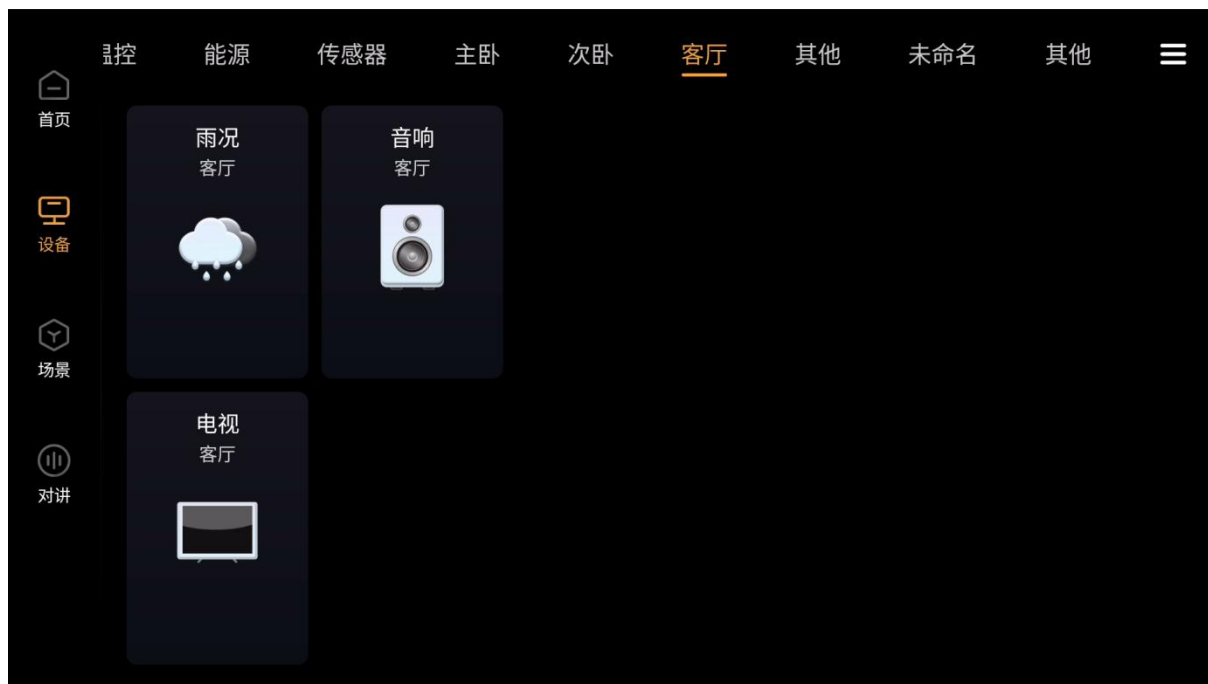 温控 能源 传感器 主卧 次卧 客厅 其他 未命名 其他
首页
设备
场景
对讲
雨况
客厅
音响
客厅
电视
客厅